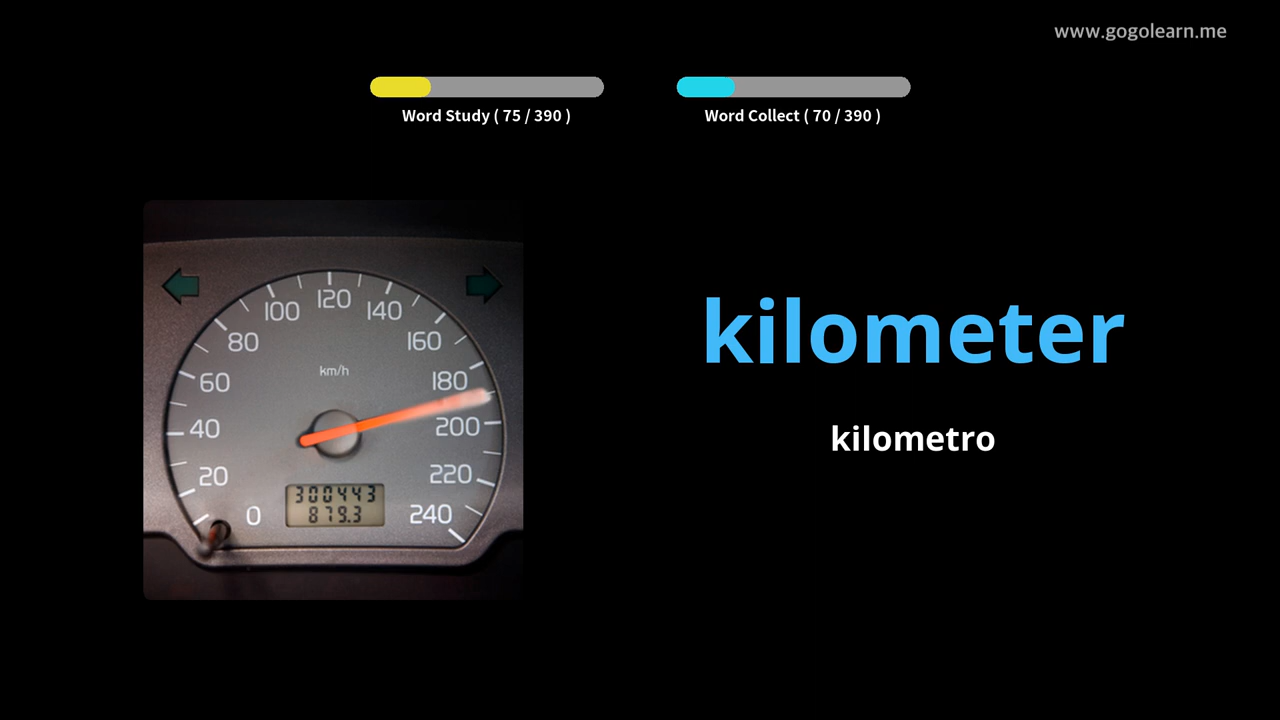 www.gogolearn.me
Word Study ( 75 / 390 )
Word Collect ( 70 / 390 )
kilometer
kilometro
120
100
140
80
160
km/h
60
180
40
200
20
220
300443
0
240
879.3